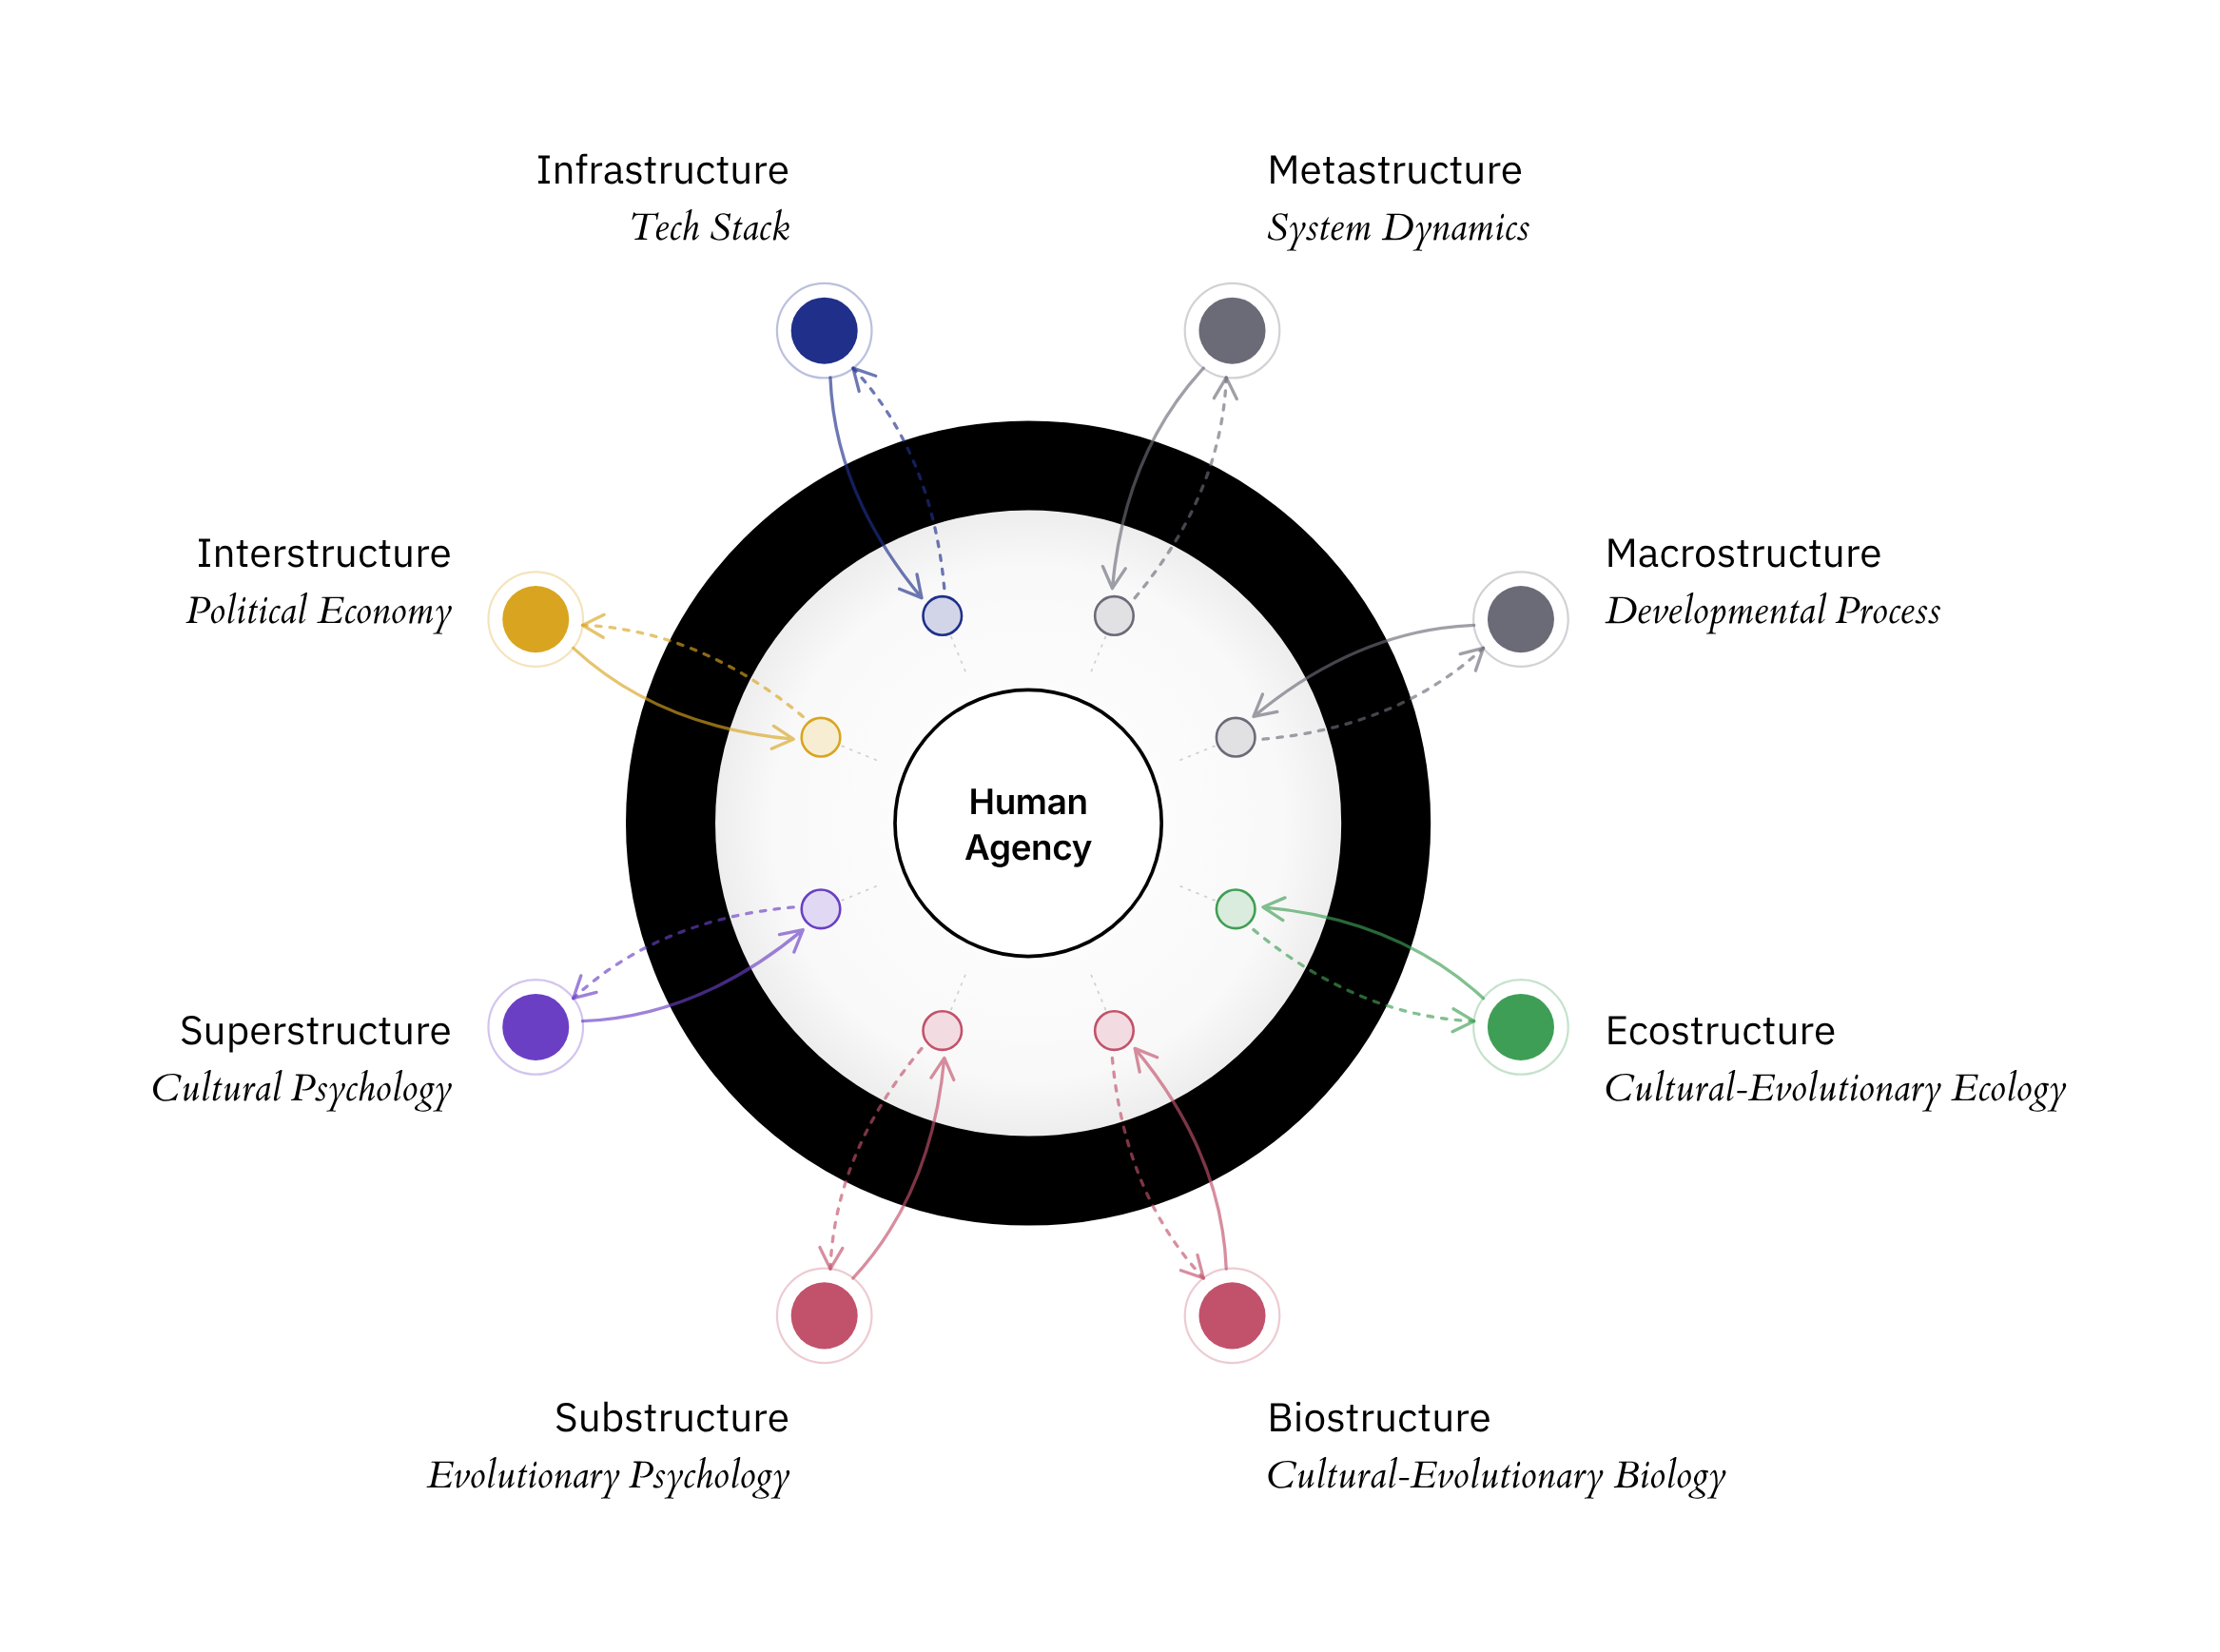 Infrastructure
Tech Stack
Metastructure
System Dynamics
Interstructure
Political Economy
Macrostructure
Developmental Process
Human
Agency
Superstructure
Cultural Psychology
Ecostructure
Cultural-Evolutionary Ecology
Substructure
Evolutionary Psychology
Biostructure
Cultural-Evolutionary Biology